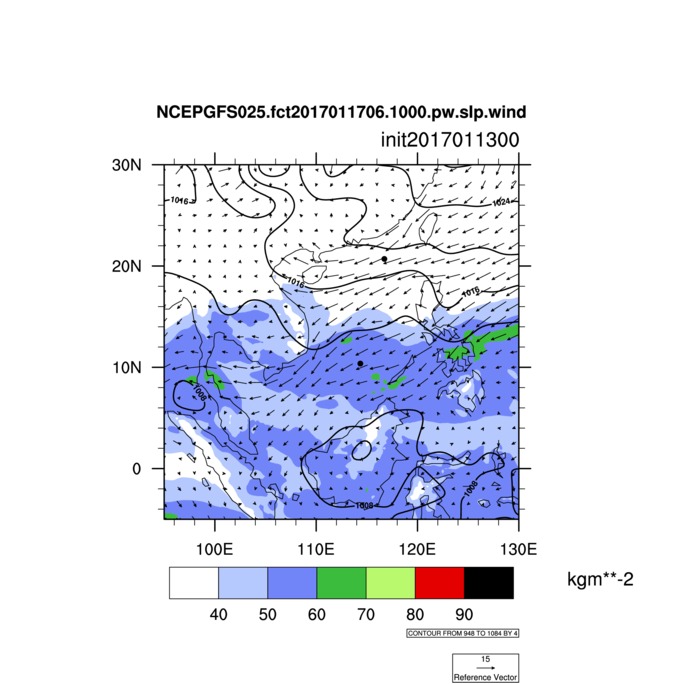 NCEPGFS025.fct2017011706.1000.pw.slp.wind
init2017011300
30N
1016
1024
20N
1016
1016
10N
1008
0
1008
1008
100E 110E 120E 130E
kgm**-2
40 50 60 70 80 90
CONTOUR FROM 948 TO 1084 BY 4
15
Reference Vector